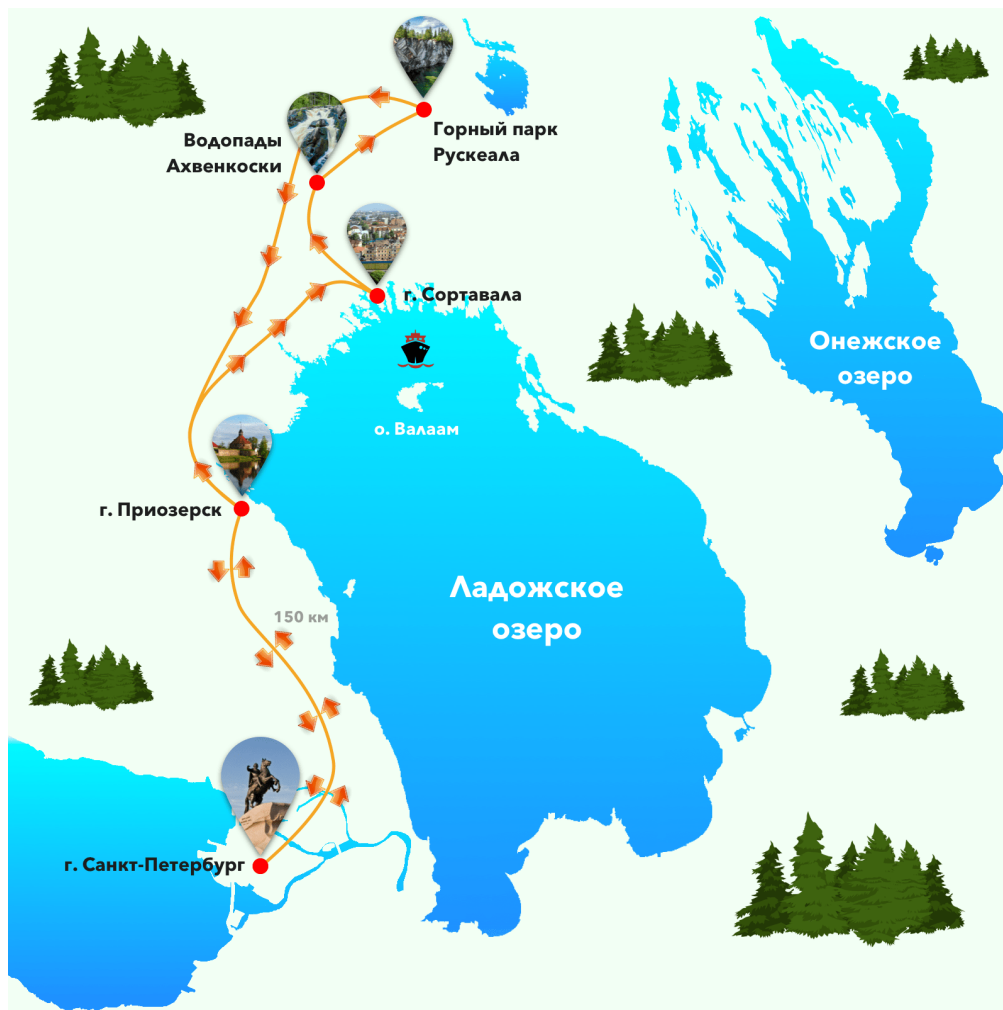 Водопады
Ахвенкоски
Горный парк
Рускеала
г. Сортавала
Онежское
озеро
о. Валаам
г. Приозерск
Ладожское
озеро
150 км
г. Санкт-Петербург